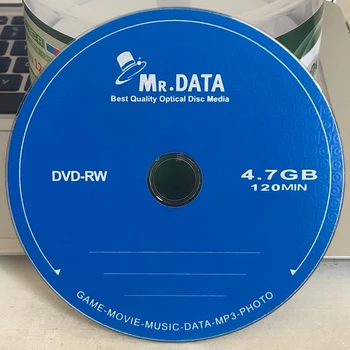 MR.DATA
Best Quality Optical Disc Media
DVD-RW
4.7GB
120MIN
GAME-MOVIE-MUSIC-DATA-MP3-PHOTO